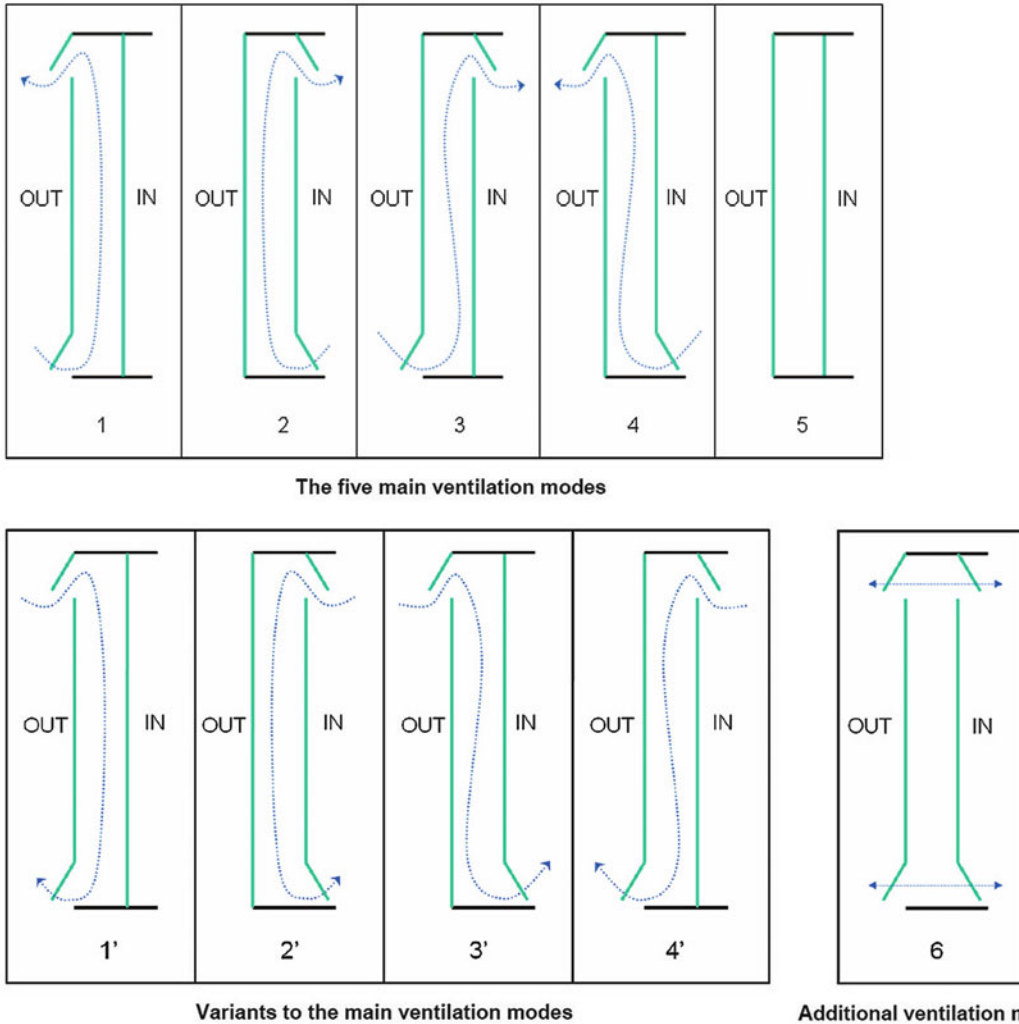 OUT IN OUT IN OUT IN OUT IN OUT IN
1 2 3 4 5
The five main ventilation modes
OUT IN OUT IN OUT IN OUT IN OUT IN
1' 2' 3' 4' 6
Variants to the main ventilation modes
Additional ventilation